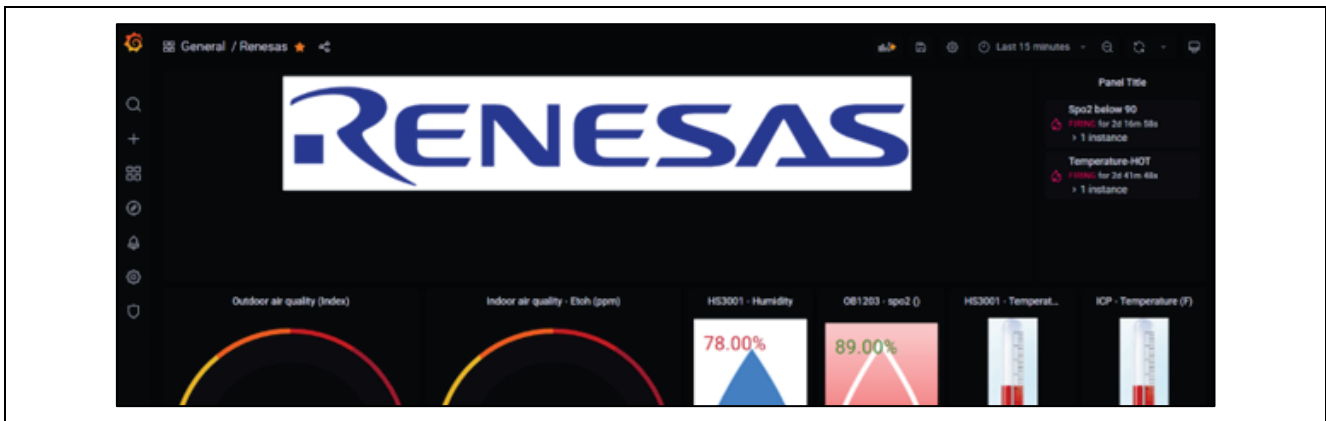 General / Renesas
Last 15 minutes
RENESAS
Panel Title
Spo2 below 90
FIRING for 2d 16m 58s
> 1 instance
Temperature-HOT
FIRING for 2d 41m 48s
> 1 instance
Outdoor air quality (Index)
Indoor air quality - Etoh (ppm)
HS3001 - Humidity
OB1203 - spo2 ()
HS3001 - Temperat...
ICP - Temperature (F)
78.00%
89.00%